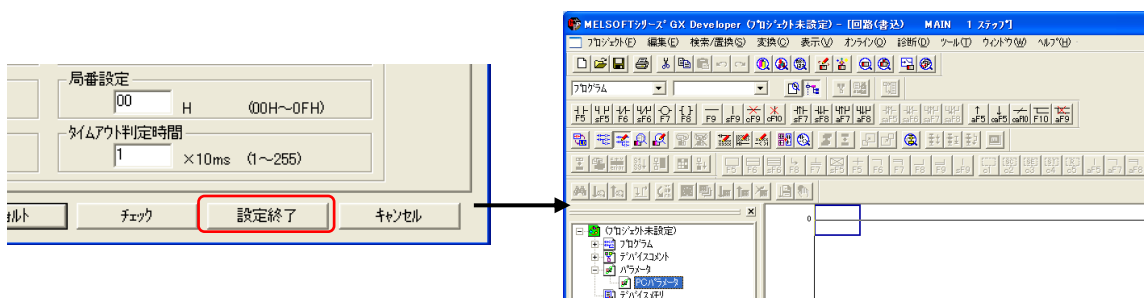 局番設定
00 H (00H～0FH)
タイムアウト判定時間
1 ×10ms (1～255)
ォルト チェック 設定終了 キャンセル
MELSOFTシリーズ GX Developer (プロジェクト未設定) - [回路(書込) MAIN 1 ステップ]
プロジェクト(F) 編集(E) 検索/置換(S) 変換(C) 表示(V) オンライン(O) 診断(D) ツール(T) ウィンドウ(W) ヘルプ(H)
プログラム
F5 sF5 F6 sF6 F7 F8 F9 sF9 cF9 cF10 sF7 sF8 aF7 aF8 aF5 caF5 caF10 F10 aF9
(プロジェクト未設定)
プログラム
デバイスコメント
パラメータ
PCパラメータ
デバイスメモリ
0